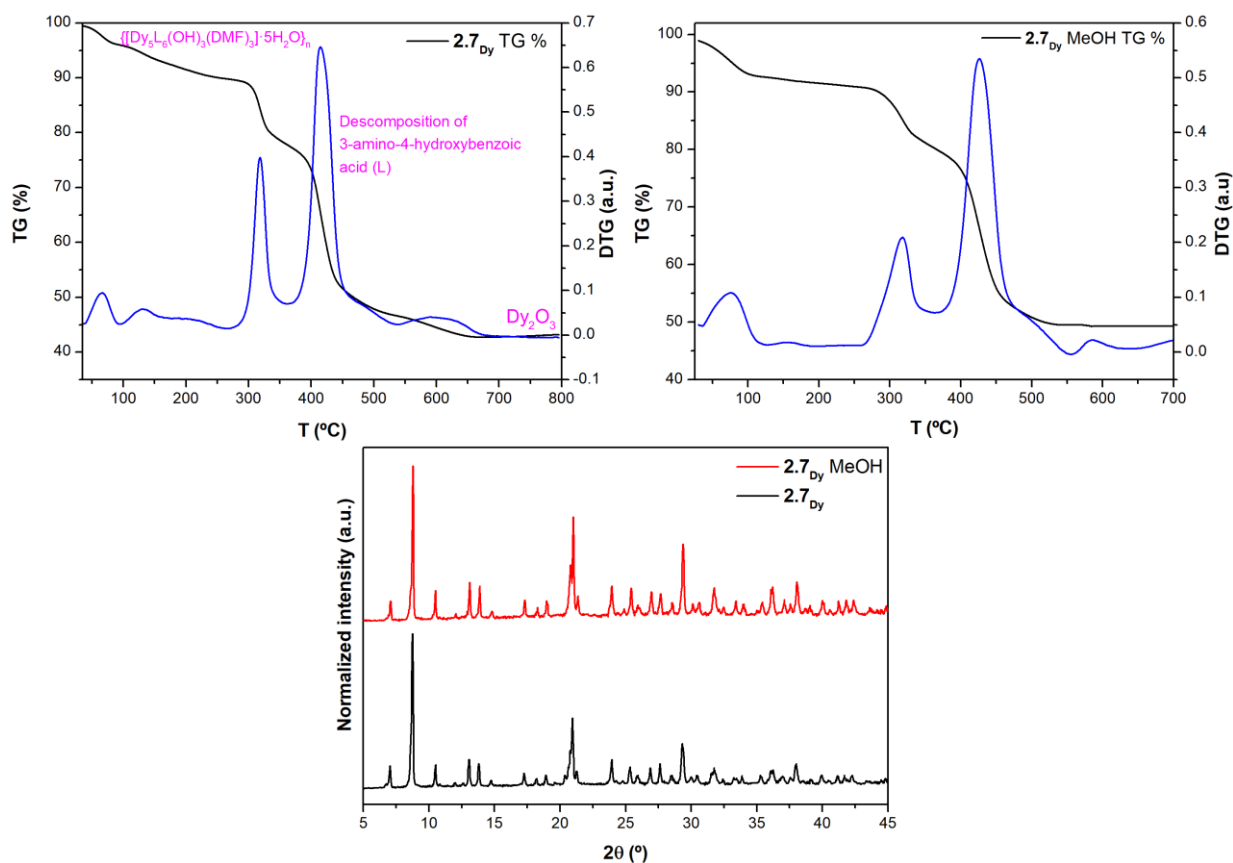 {[Dy5L6(OH)3(DMF)3]·5H2O}n
2.7Dy TG %
Descomposition of
3-amino-4-hydroxybenzoic
acid (L)
Dy2O3
TG (%)
100
90
80
70
60
50
40
DTG (a.u.)
0.7
0.6
0.5
0.4
0.3
0.2
0.1
0.0
-0.1
100 200 300 400 500 600 700 800
T (ºC)
2.7Dy MeOH TG %
TG (%)
100
90
80
70
60
50
40
DTG (a.u)
0.6
0.5
0.4
0.3
0.2
0.1
0.0
100 200 300 400 500 600 700
T (ºC)
2.7Dy MeOH
2.7Dy
Normalized intensity (a.u.)
5 10 15 20 25 30 35 40 45
2θ (º)